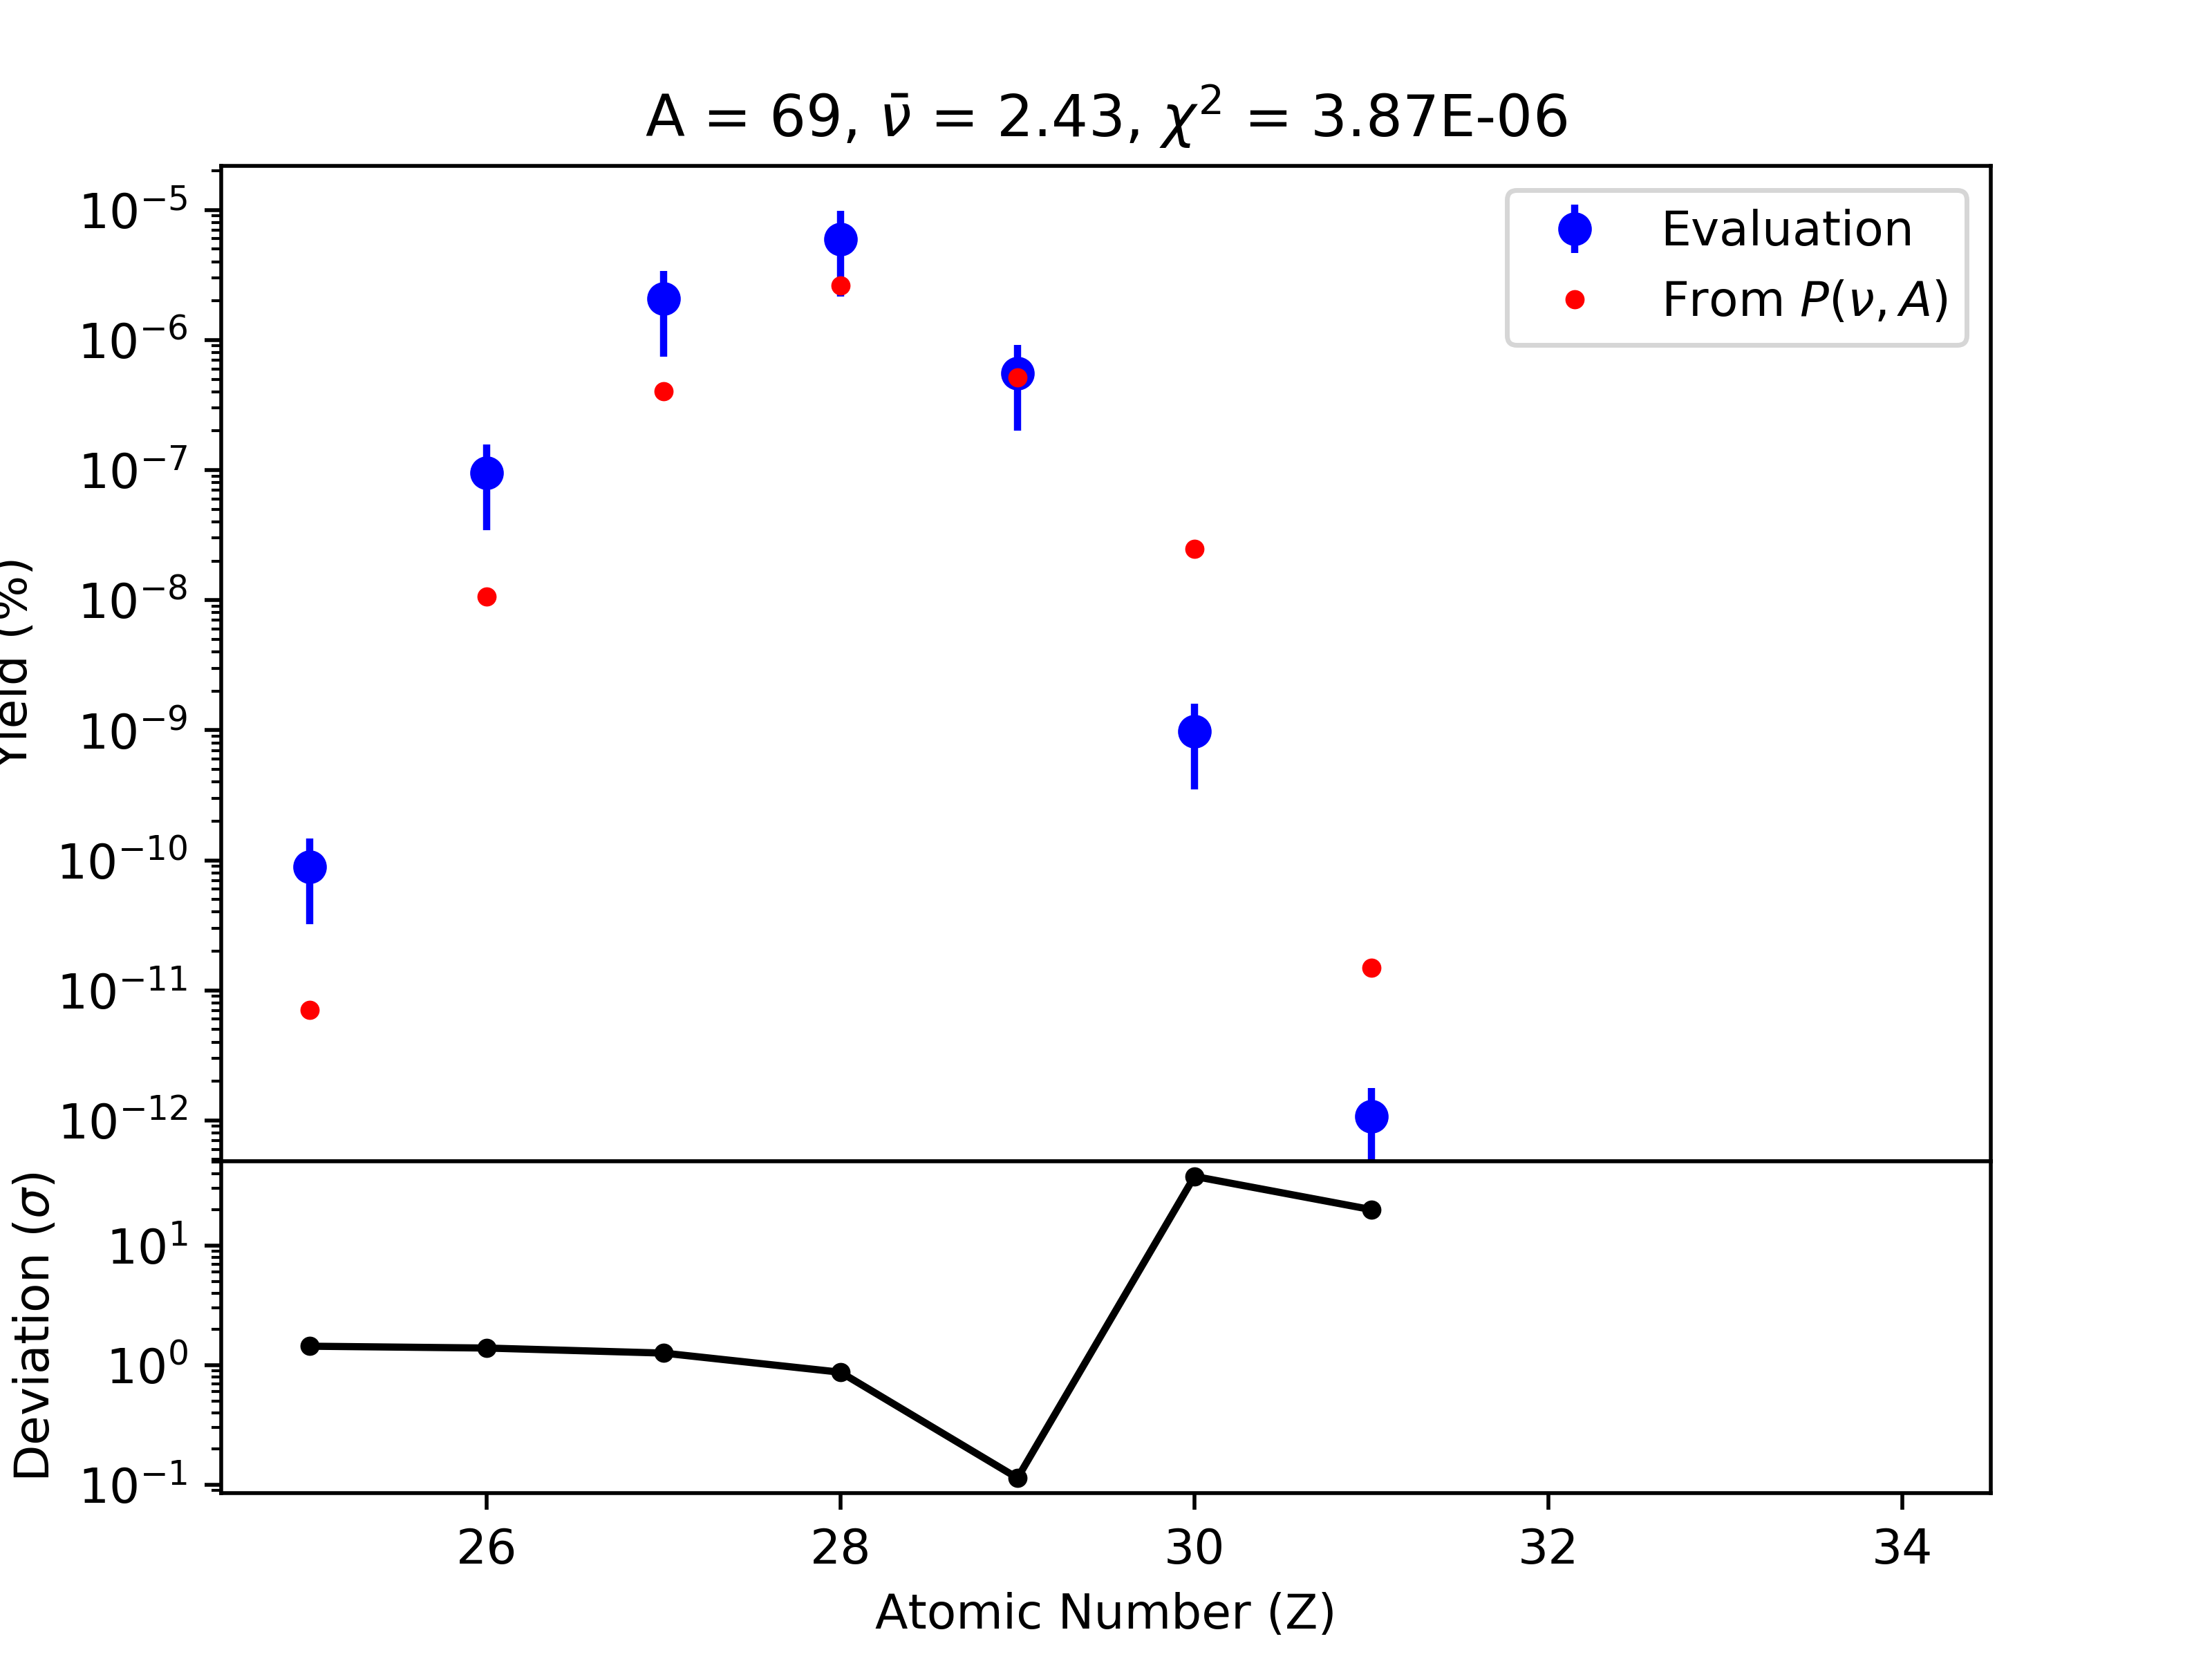 A = 69, ν̄ = 2.43, χ² = 3.87E-06
Evaluation
From P(ν, A)
10⁻⁵
10⁻⁶
10⁻⁷
10⁻⁸
10⁻⁹
10⁻¹⁰
10⁻¹¹
10⁻¹²
Yield (%)
10¹
10⁰
10⁻¹
Deviation (σ)
26 28 30 32 34
Atomic Number (Z)